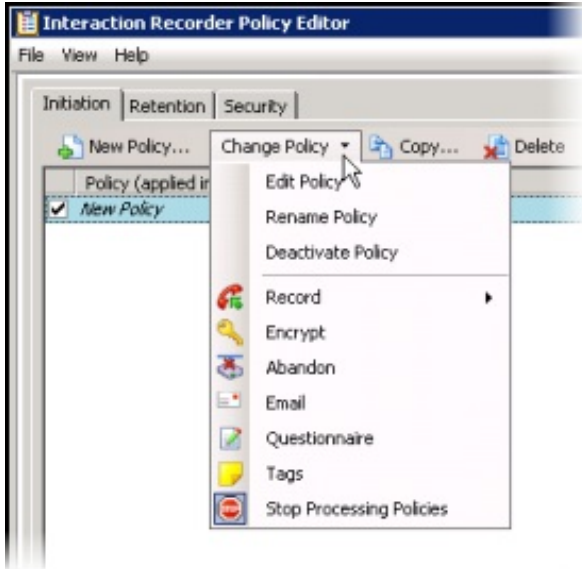 Interaction Recorder Policy Editor
File View Help
Initiation Retention Security
New Policy... Change Policy Copy... Delete
Policy (applied in
New Policy
Edit Policy
Rename Policy
Deactivate Policy
Record
Encrypt
Abandon
Email
Questionnaire
Tags
STOP Stop Processing Policies